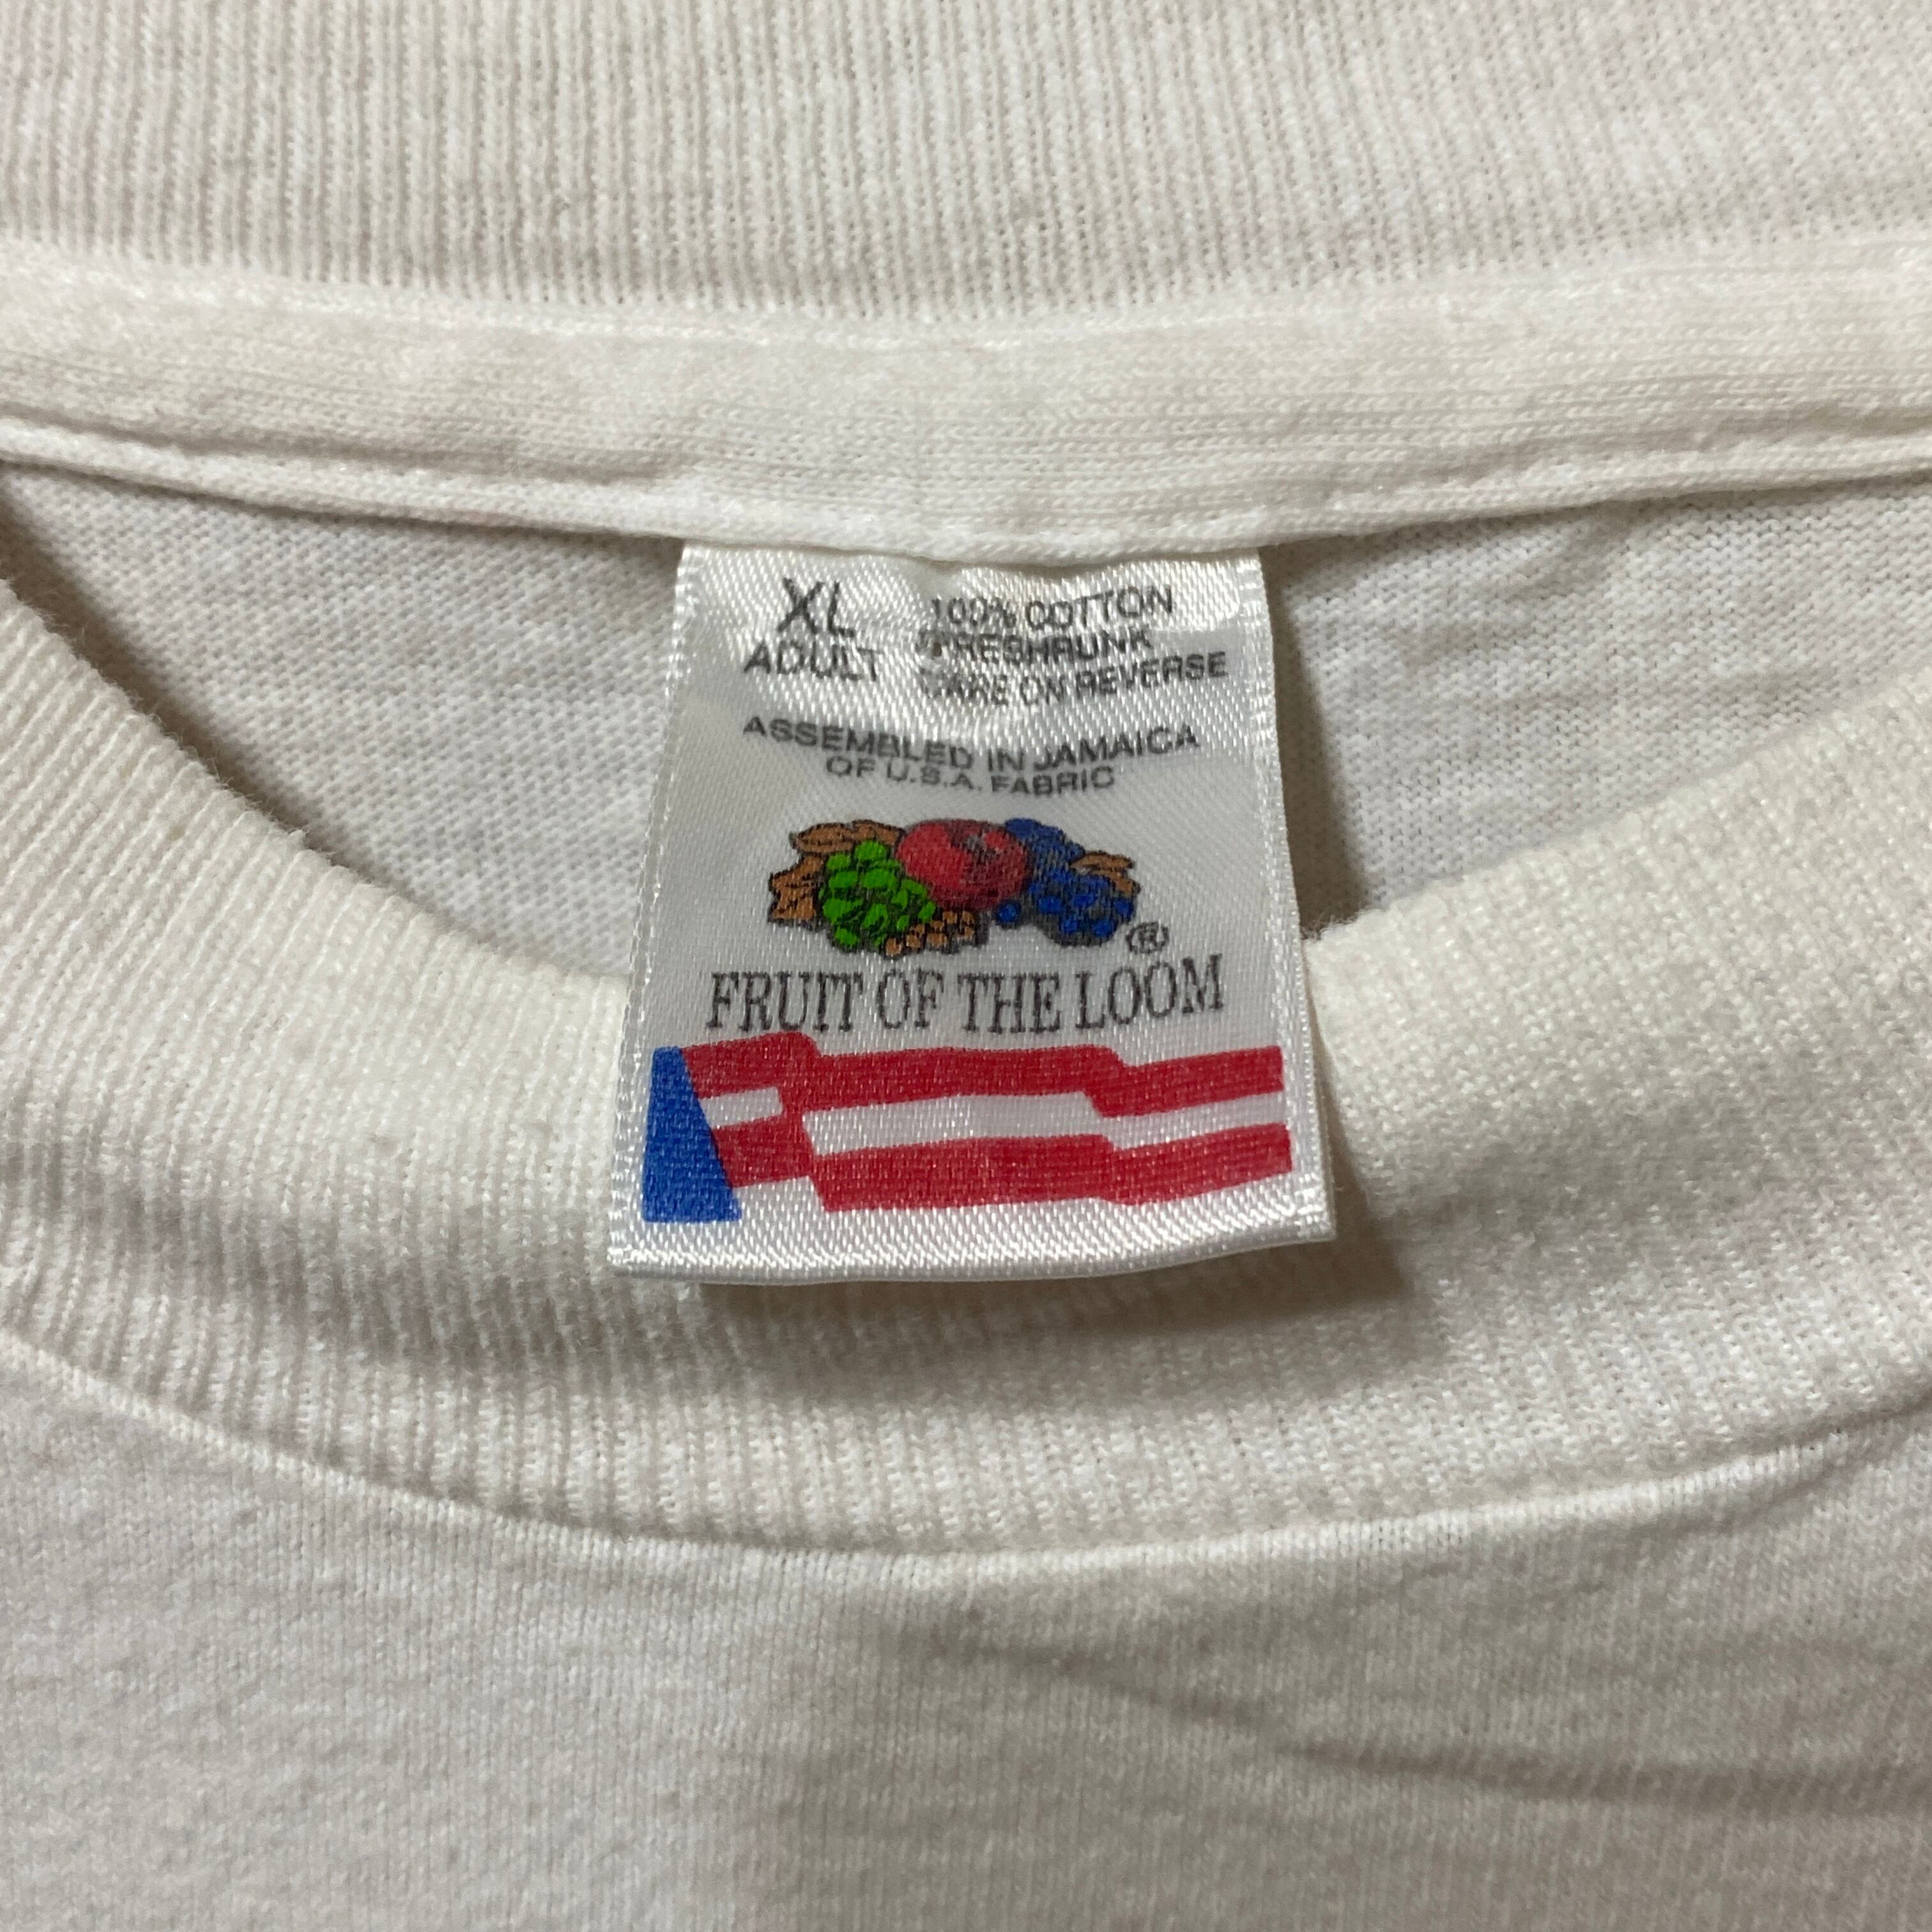 XL
ADULT
100% COTTON
PRESHRUNK
CARE ON REVERSE
ASSEMBLED IN JAMAICA
OF U.S.A. FABRIC
®
FRUIT OF THE LOOM